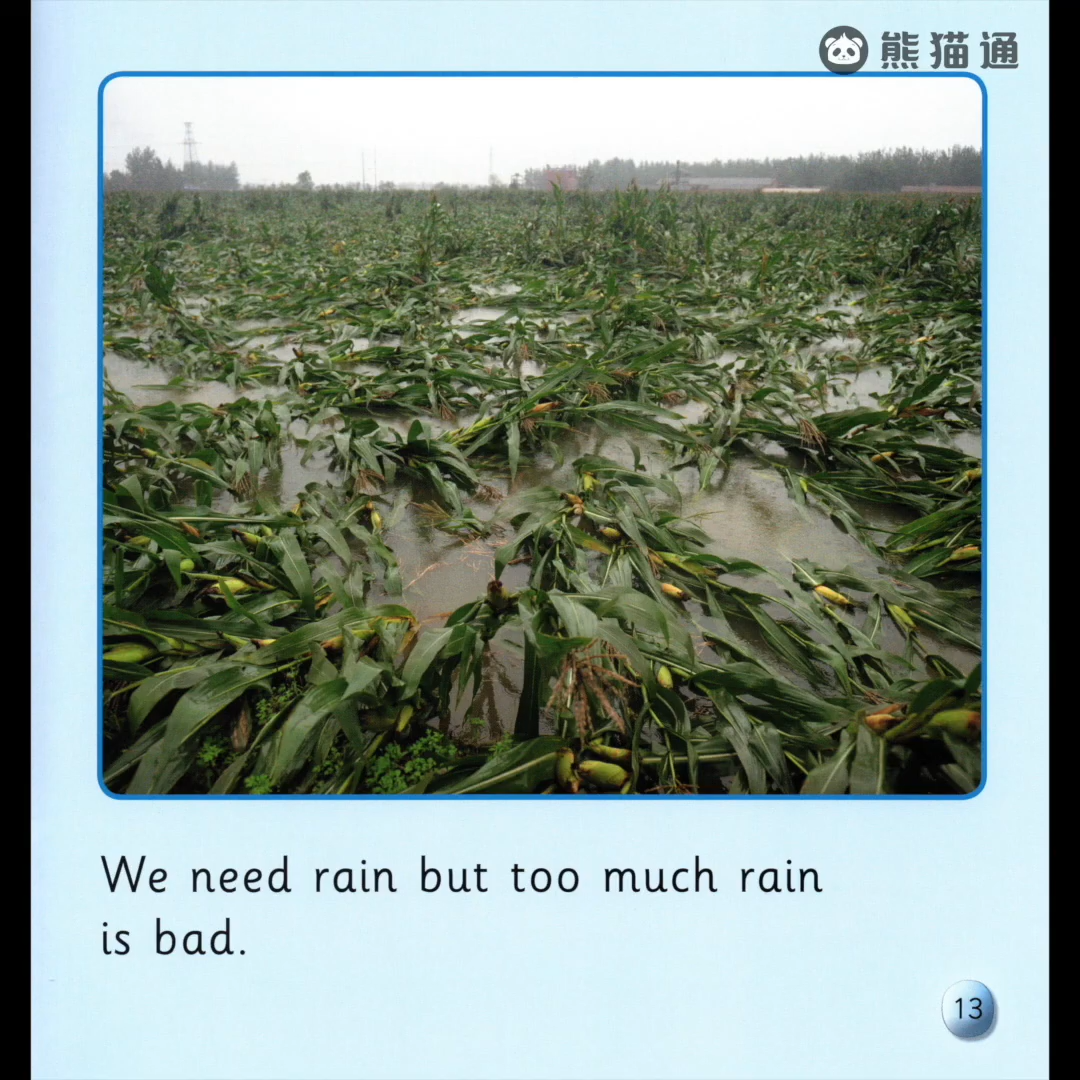 熊猫通
We need rain but too much rain
is bad.
13